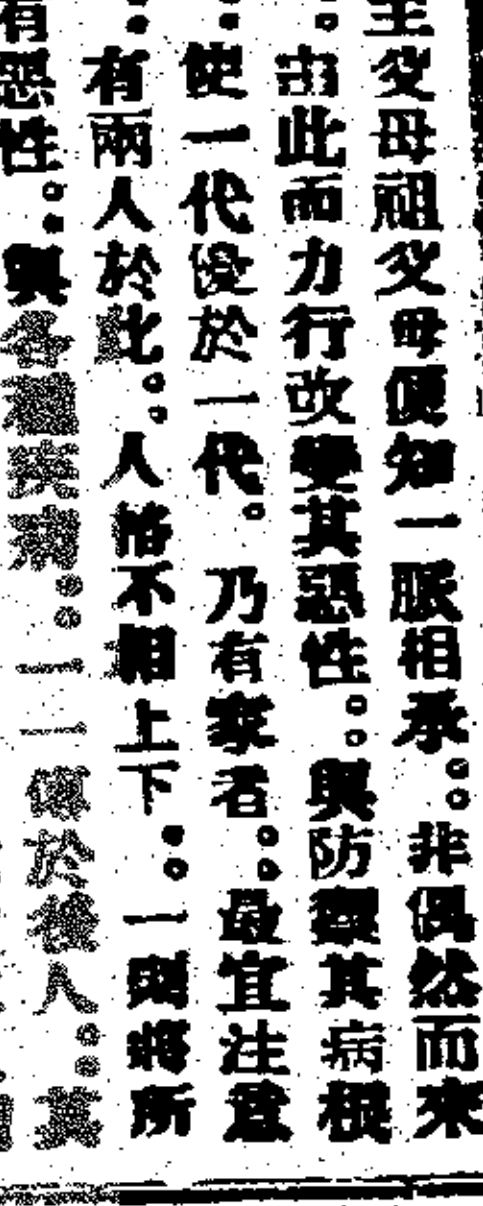 主父母祖父母便知一脈相承。非偶然而來
。由此而力行改變其惡性。與防禦其病根
使一代優於一代。乃有家者。最宜注意
有兩人於此。人格不相上下。一則將所
有惡性。與各種疾病。一一傳於後人。其